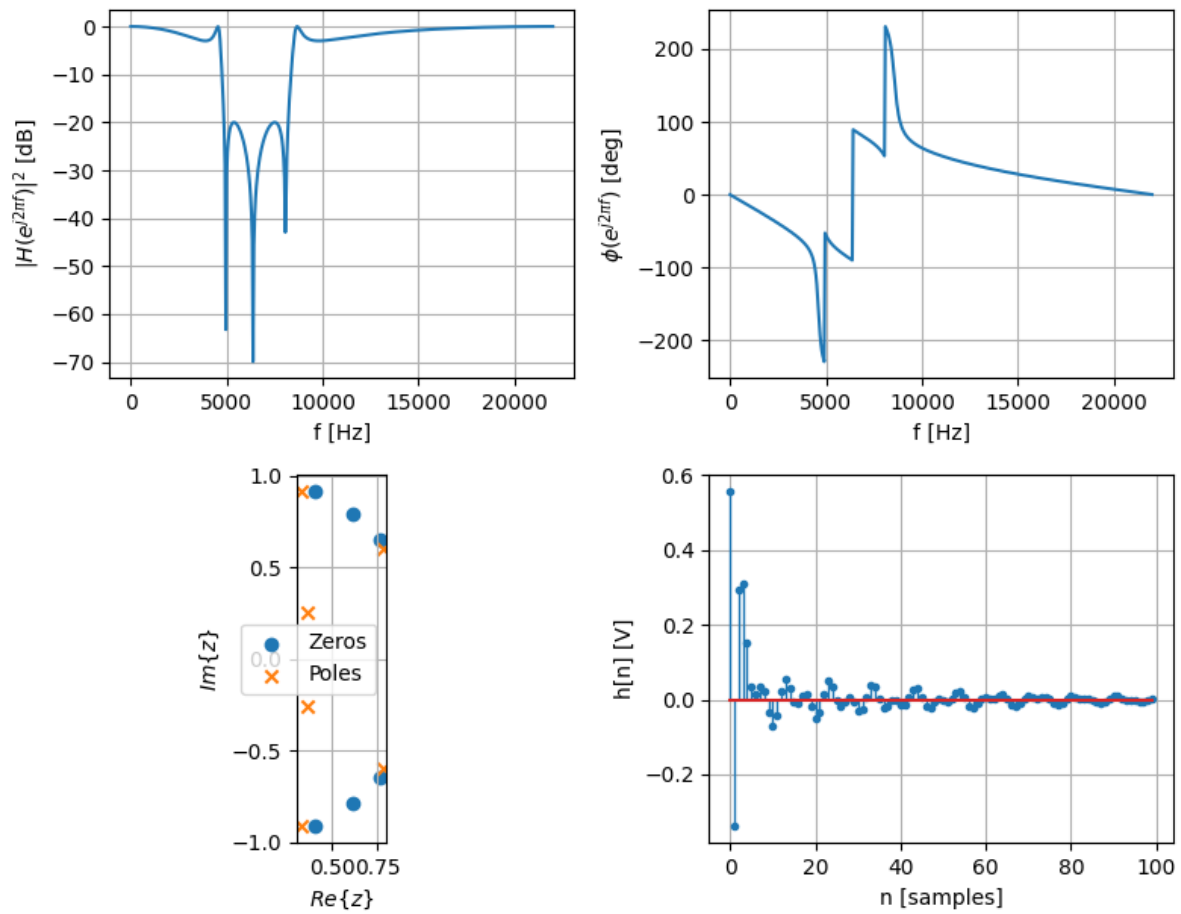 0
−10
−20
−30
−40
−50
−60
−70
|H(e^{j2πf})|² [dB]
0 5000 10000 15000 20000
f [Hz]
200
100
0
−100
−200
ϕ(e^{j2πf}) [deg]
0 5000 10000 15000 20000
f [Hz]
1.0
0.5
0.0
−0.5
−1.0
Im{z}
Zeros
Poles
0.50 0.75
Re{z}
0.6
0.4
0.2
0.0
−0.2
h[n] [V]
0 20 40 60 80 100
n [samples]